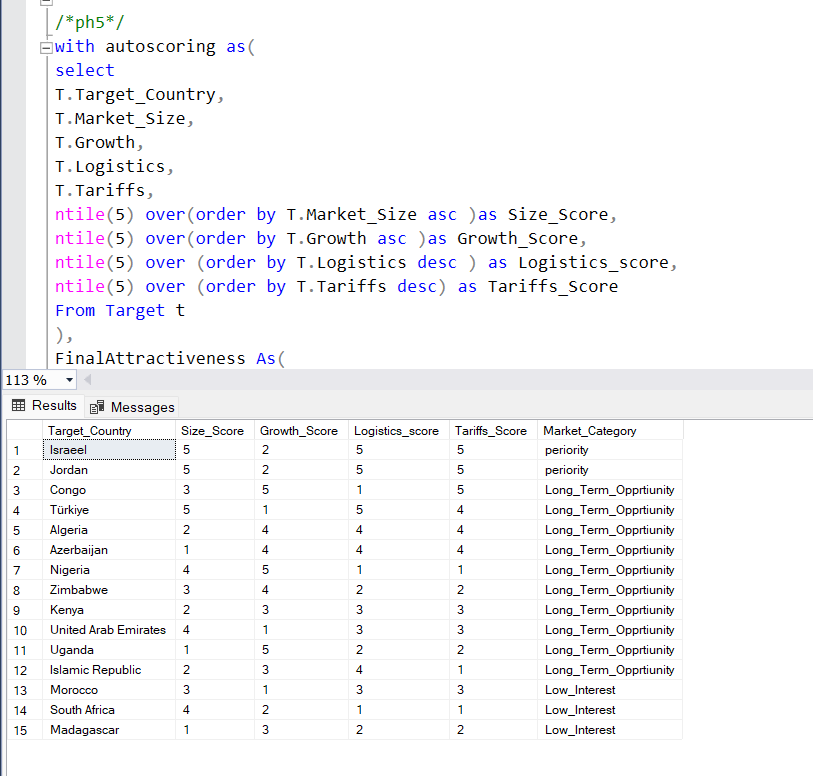 /*ph5*/
with autoscoring as(
select
T.Target_Country,
T.Market_Size,
T.Growth,
T.Logistics,
T.Tariffs,
ntile(5) over(order by T.Market_Size asc )as Size_Score,
ntile(5) over(order by T.Growth asc )as Growth_Score,
ntile(5) over (order by T.Logistics desc ) as Logistics_score,
ntile(5) over (order by T.Tariffs desc) as Tariffs_Score
From Target t
),
FinalAttractiveness As(
113 %
Results Messages
Target_Country Size_Score Growth_Score Logistics_score Tariffs_Score Market_Category
1 Israeel 5 2 5 5 periority
2 Jordan 5 2 5 5 periority
3 Congo 3 5 1 5 Long_Term_Opprtiunity
4 Türkiye 5 1 5 4 Long_Term_Opprtiunity
5 Algeria 2 4 4 4 Long_Term_Opprtiunity
6 Azerbaijan 1 4 4 4 Long_Term_Opprtiunity
7 Nigeria 4 5 1 1 Long_Term_Opprtiunity
8 Zimbabwe 3 4 2 2 Long_Term_Opprtiunity
9 Kenya 2 3 3 3 Long_Term_Opprtiunity
10 United Arab Emirates 4 1 3 3 Long_Term_Opprtiunity
11 Uganda 1 5 2 2 Long_Term_Opprtiunity
12 Islamic Republic 2 3 4 1 Long_Term_Opprtiunity
13 Morocco 3 1 3 3 Low_Interest
14 South Africa 4 2 1 1 Low_Interest
15 Madagascar 1 3 2 2 Low_Interest